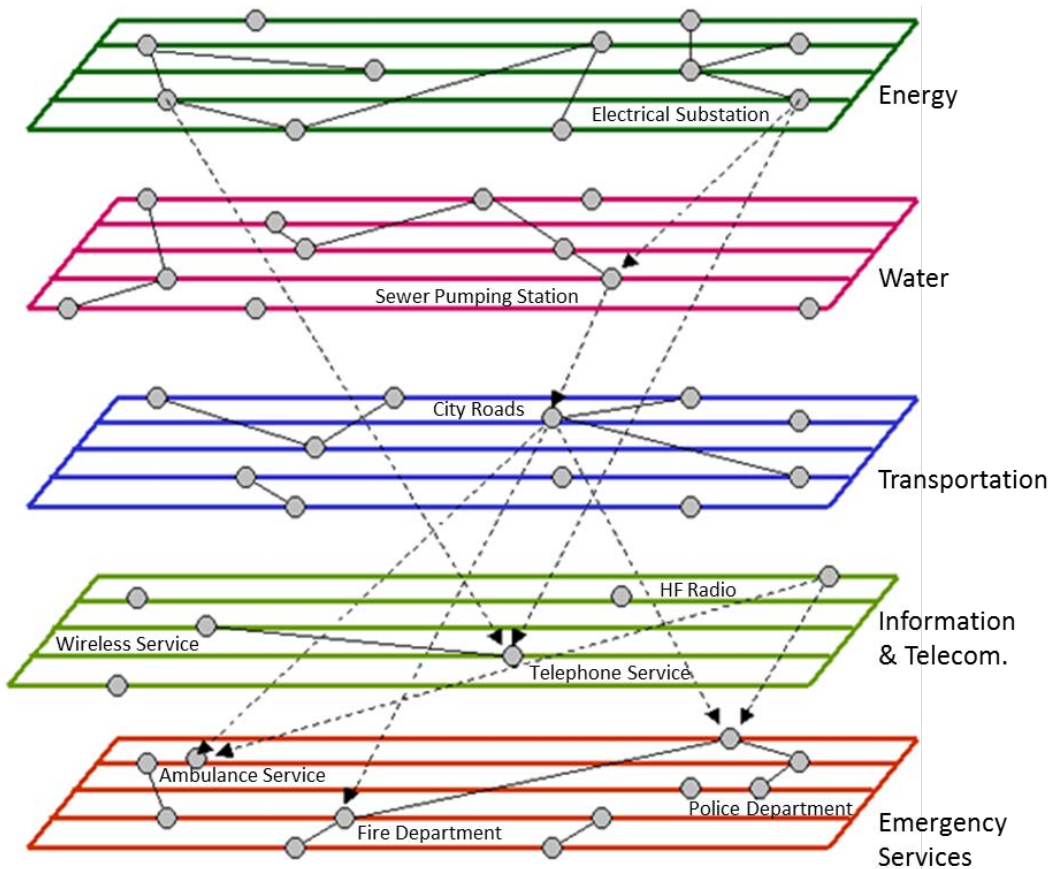 Electrical Substation
Energy
Sewer Pumping Station
Water
City Roads
Transportation
HF Radio
Wireless Service
Information
& Telecom.
Telephone Service
Ambulance Service
Police Department
Fire Department
Emergency
Services